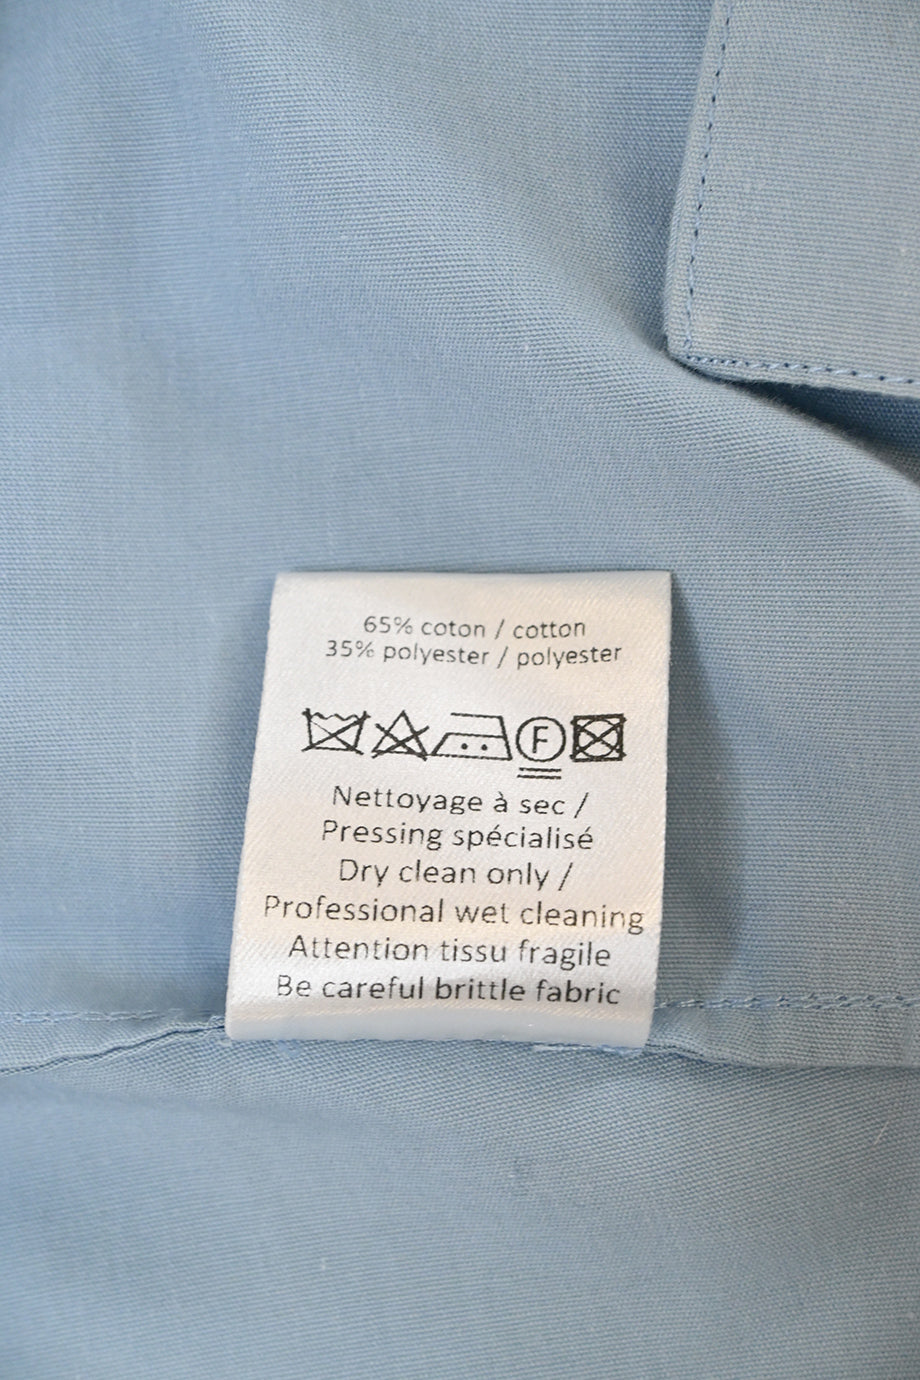 65% coton / cotton
35% polyester / polyester
F
Nettoyage à sec /
Pressing spécialisé
Dry clean only /
Professional wet cleaning
Attention tissu fragile
Be careful brittle fabric